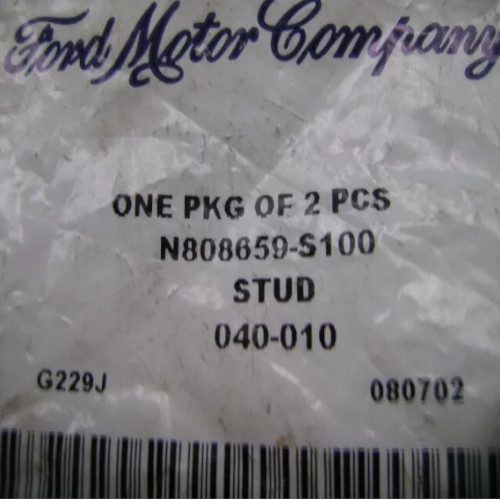 Ford Motor Company
ONE PKG OF 2 PCS
N808659-S100
STUD
040-010
G229J 080702